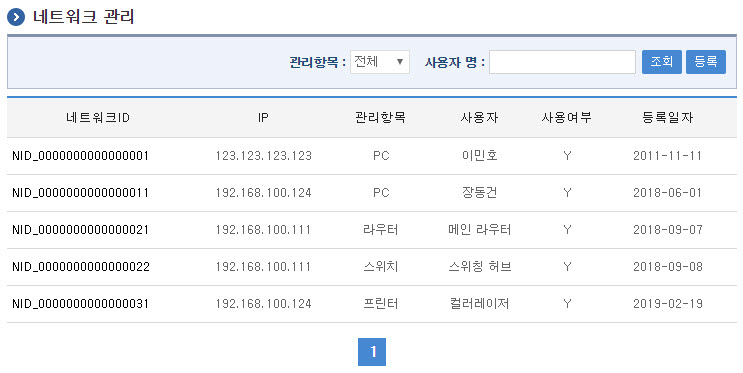 네트워크 관리
관리항목 : 전체 ▼ 사용자 명 : 조회 등록
네트워크ID IP 관리항목 사용자 사용여부 등록일자
NID_0000000000000001 123.123.123.123 PC 이민호 Y 2011-11-11
NID_0000000000000011 192.168.100.124 PC 장동건 Y 2018-06-01
NID_0000000000000021 192.168.100.111 라우터 메인 라우터 Y 2018-09-07
NID_0000000000000022 192.168.100.111 스위치 스위칭 허브 Y 2018-09-08
NID_0000000000000031 192.168.100.124 프린터 컬러레이저 Y 2019-02-19
1